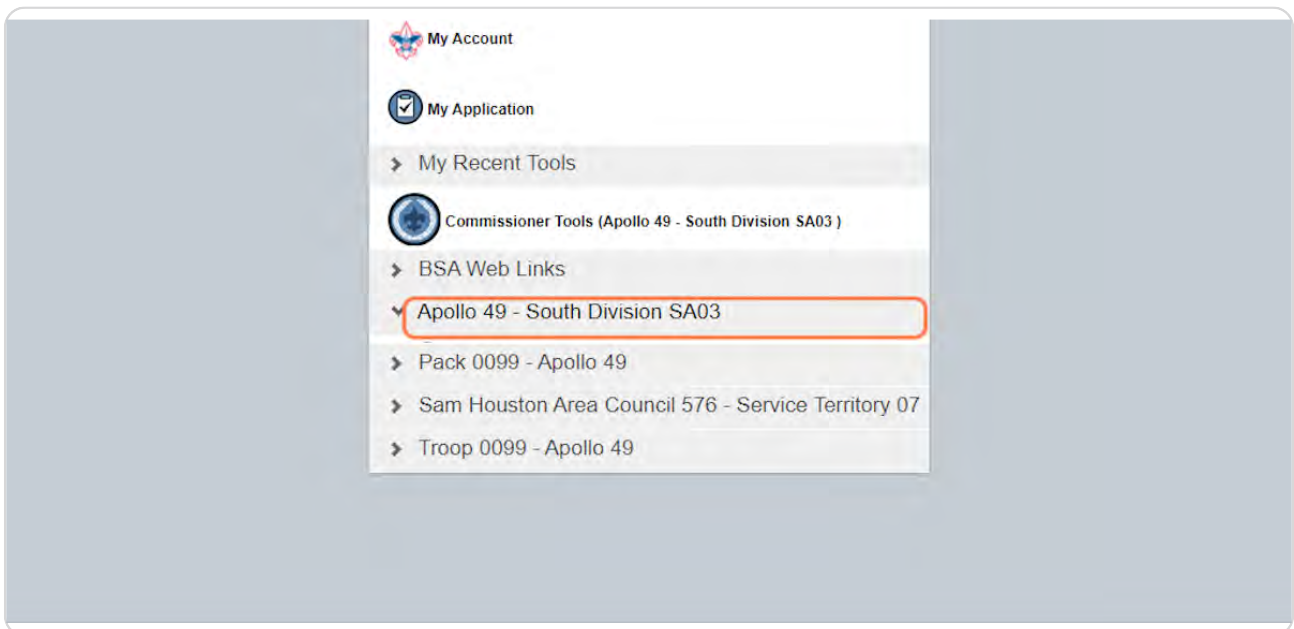 My Account
My Application
My Recent Tools
Commissioner Tools (Apollo 49 - South Division SA03 )
BSA Web Links
Apollo 49 - South Division SA03
Pack 0099 - Apollo 49
Sam Houston Area Council 576 - Service Territory 07
Troop 0099 - Apollo 49